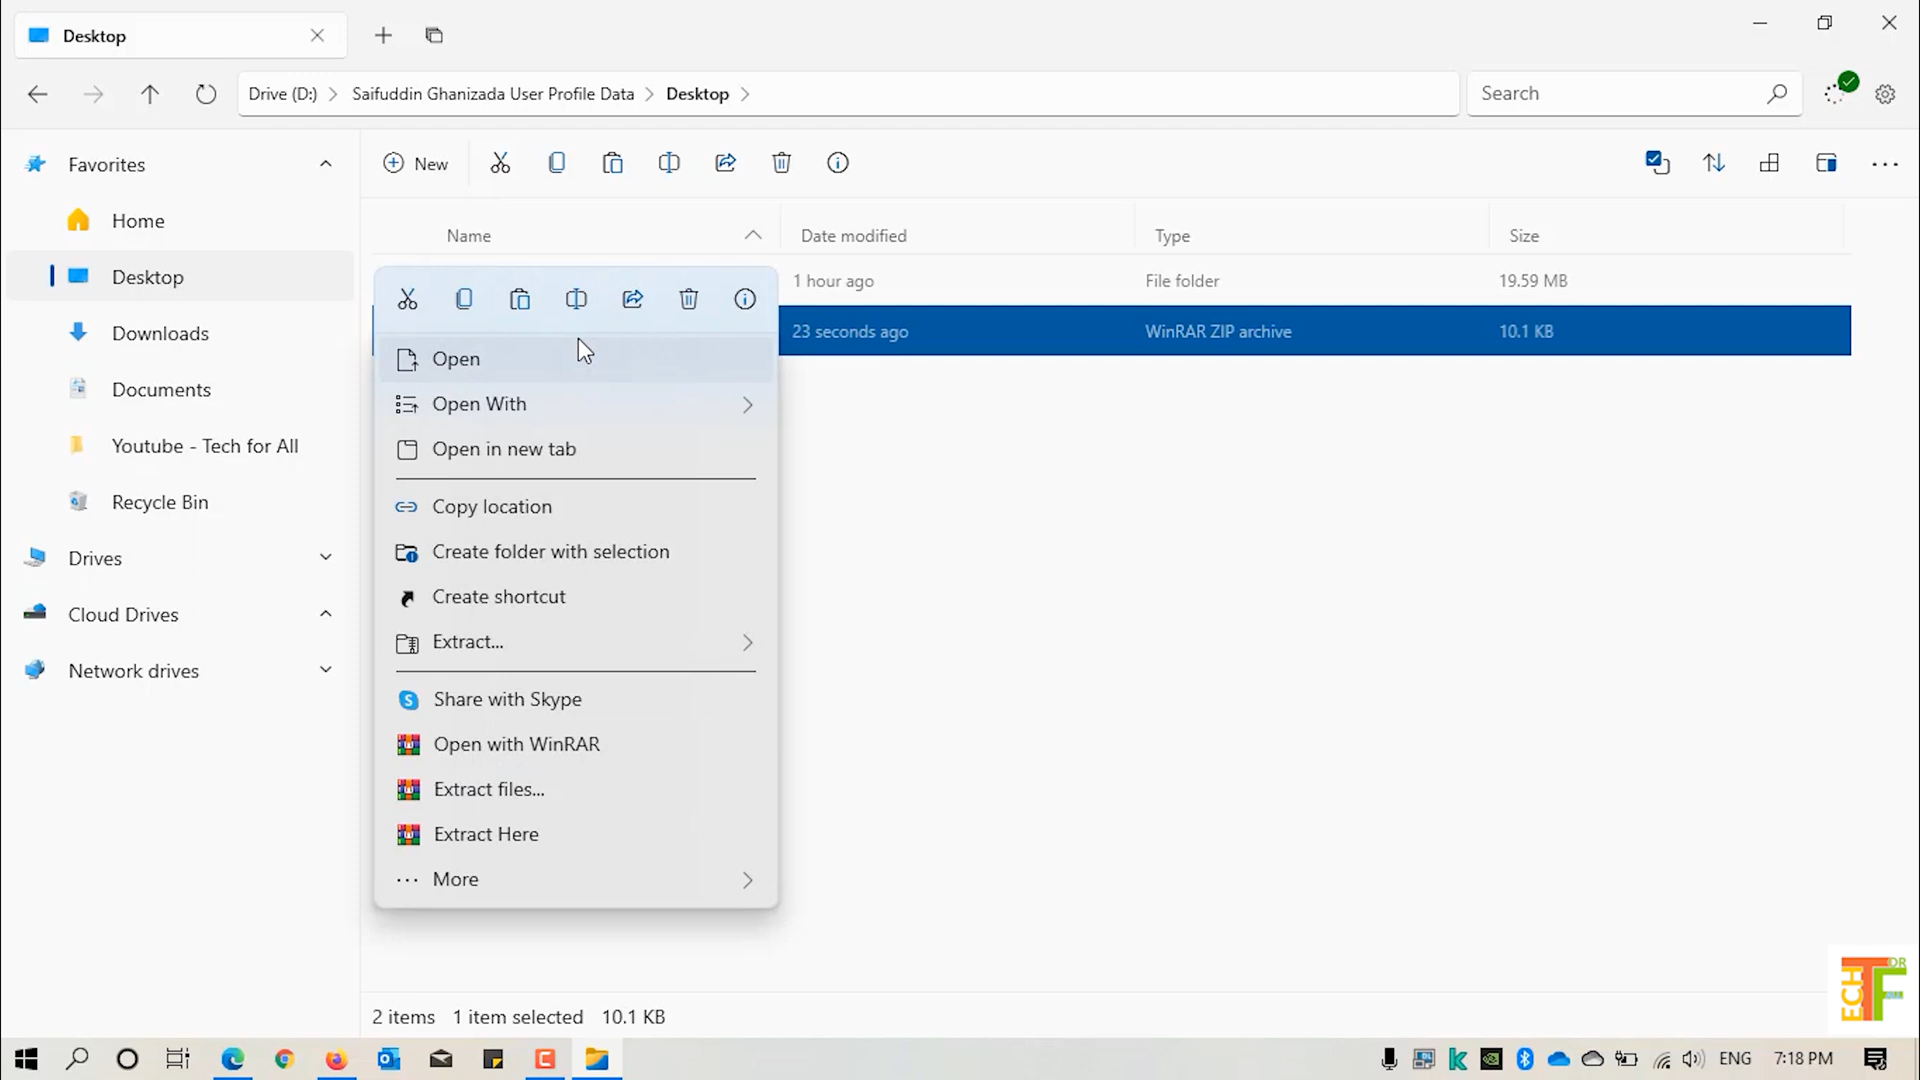 Desktop
Drive (D:) > Saifuddin Ghanizada User Profile Data > Desktop >
Search
Favorites
Home
Desktop
Downloads
Documents
Youtube - Tech for All
Recycle Bin
Drives
Cloud Drives
Network drives
New
Name
Date modified
Type
Size
1 hour ago
File folder
19.59 MB
23 seconds ago
WinRAR ZIP archive
10.1 KB
Open
Open With
Open in new tab
Copy location
Create folder with selection
Create shortcut
Extract...
Share with Skype
Open with WinRAR
Extract files...
Extract Here
More
2 items 1 item selected 10.1 KB
ENG
7:18 PM